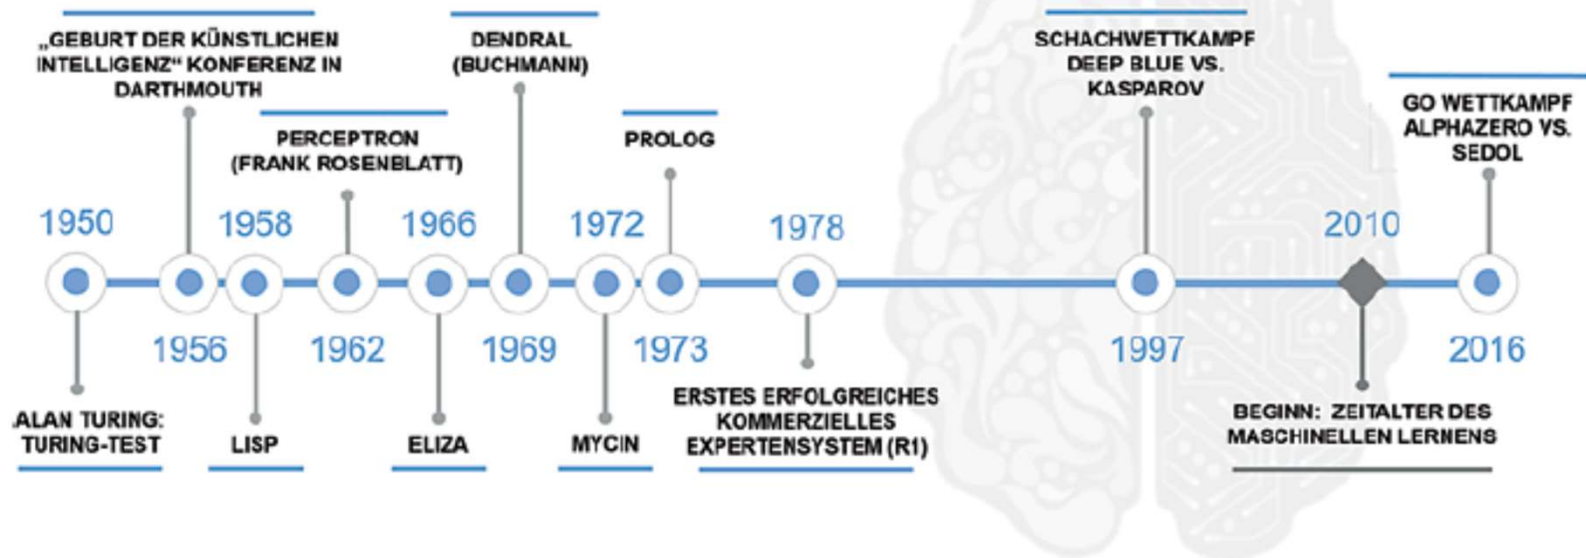 „GEBURT DER KÜNSTLICHEN
INTELLIGENZ“ KONFERENZ IN
DARTHMOUTH
DENDRAL
(BUCHMANN)
SCHACHWETTKAMPF
DEEP BLUE VS.
KASPAROV
GO WETTKAMPF
ALPHAZERO VS.
SEDOL
PERCEPTRON
(FRANK ROSENBLATT)
PROLOG
1950
1958
1966
1972
1978
2010
1956
1962
1969
1973
1997
2016
ALAN TURING:
TURING-TEST
LISP
ELIZA
MYCIN
ERSTES ERFOLGREICHES
KOMMERZIELLES
EXPERTENSYSTEM (R1)
BEGINN: ZEITALTER DES
MASCHINELLEN LERNENS